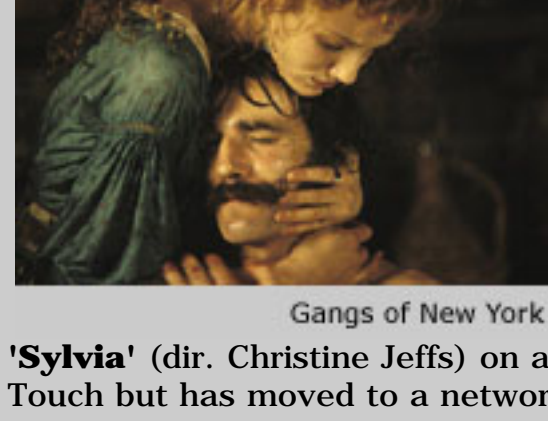 Gangs of New York
'Sylvia' (dir. Christine Jeffs) on a
Touch but has moved to a networ